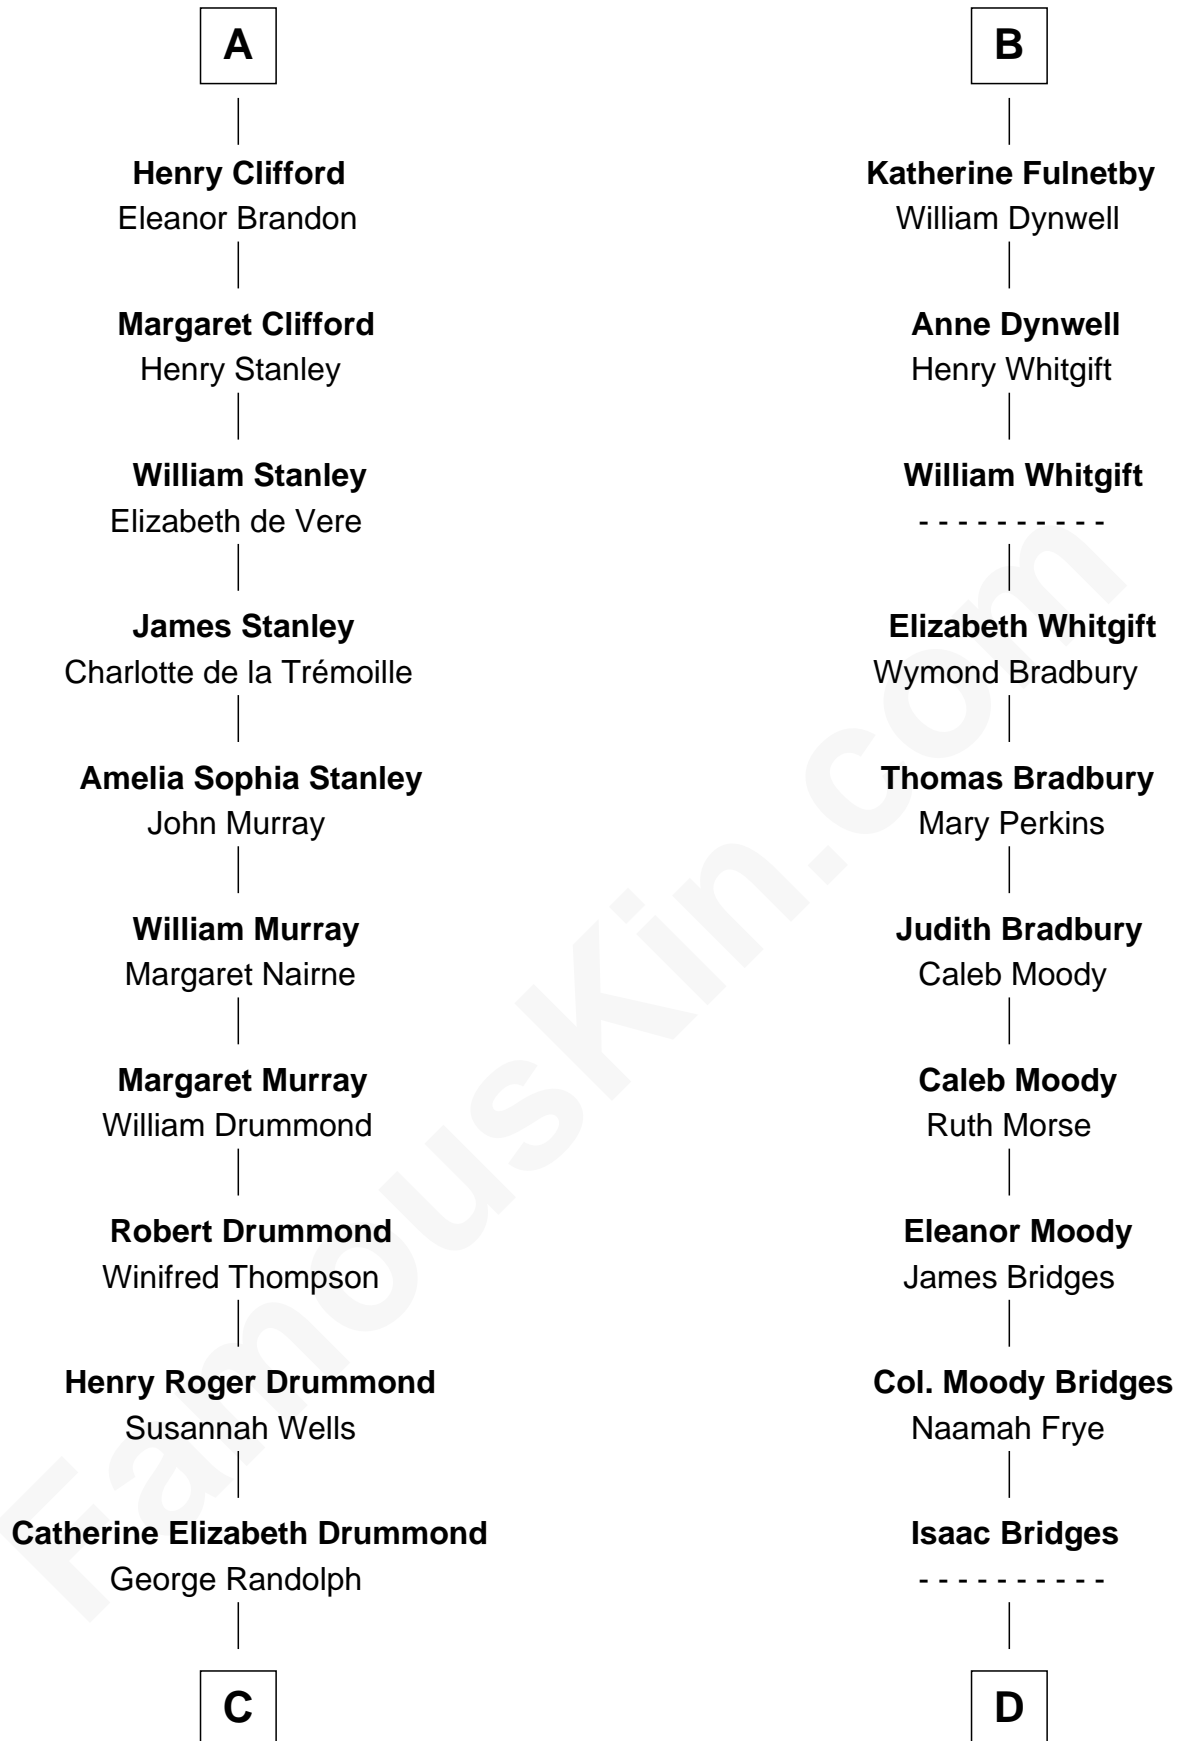 A
Henry Clifford
Eleanor Brandon
Margaret Clifford
Henry Stanley
William Stanley
Elizabeth de Vere
James Stanley
Charlotte de la Trémoille
Amelia Sophia Stanley
John Murray
William Murray
Margaret Nairne
Margaret Murray
William Drummond
Robert Drummond
Winifred Thompson
Henry Roger Drummond
Susannah Wells
Catherine Elizabeth Drummond
George Randolph
C
B
Katherine Fulnetby
William Dynwell
Anne Dynwell
Henry Whitgift
William Whitgift
- - - - - - - - - -
Elizabeth Whitgift
Wymond Bradbury
Thomas Bradbury
Mary Perkins
Judith Bradbury
Caleb Moody
Caleb Moody
Ruth Morse
Eleanor Moody
James Bridges
Col. Moody Bridges
Naamah Frye
Isaac Bridges
- - - - - - - - - -
D
FamousKin.com